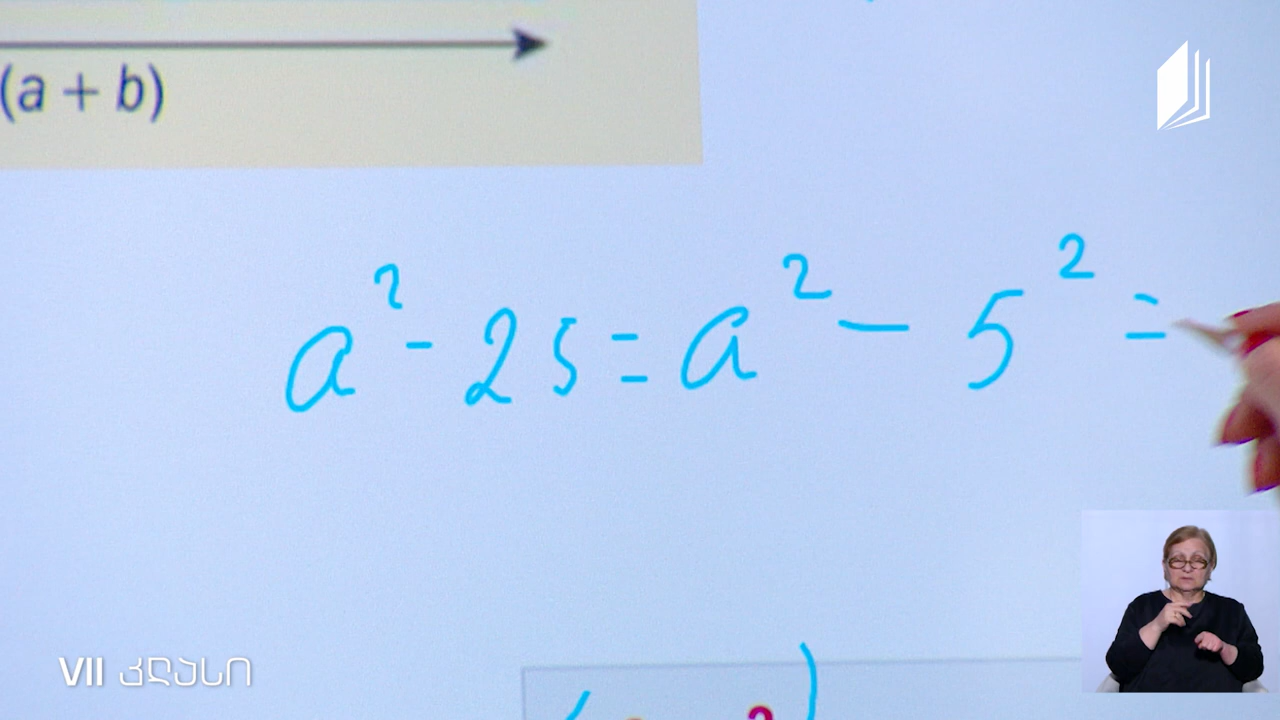 (a + b)
a² - 25 = a² - 5² =
VII კლასი